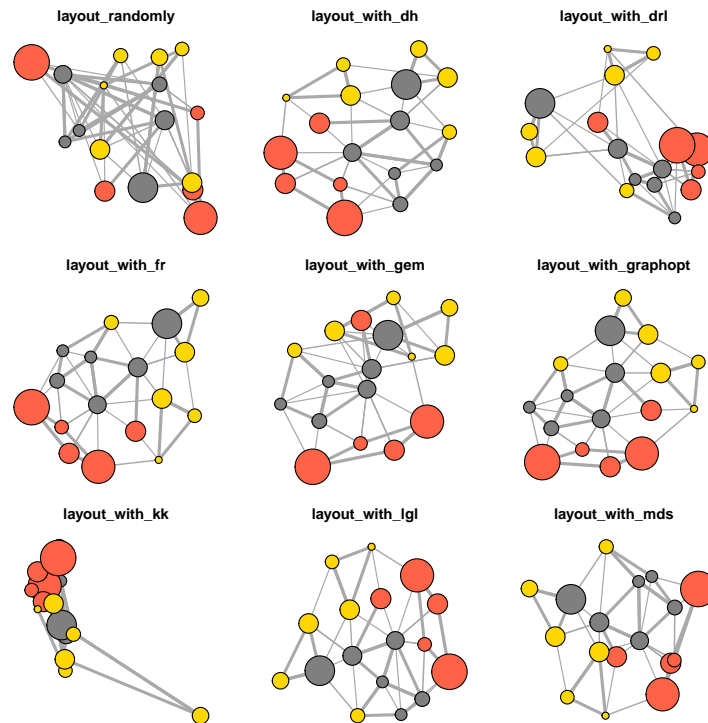 layout_randomly
layout_with_dh
layout_with_drl
layout_with_fr
layout_with_gem
layout_with_graphopt
layout_with_kk
layout_with_lgl
layout_with_mds